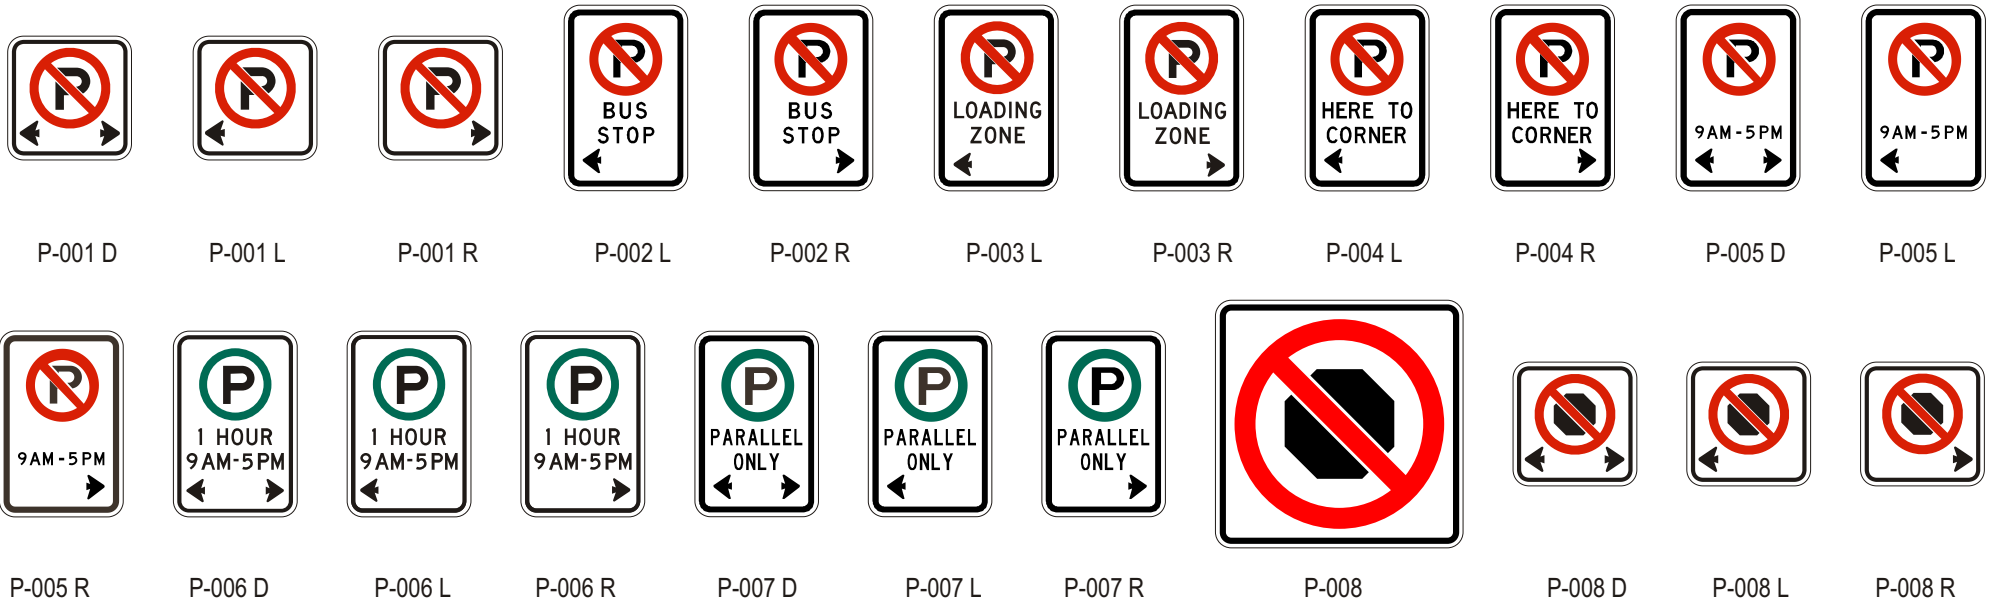 P
P
P
P
BUS
STOP
P
BUS
STOP
P
LOADING
ZONE
P
LOADING
ZONE
P
HERE TO
CORNER
P
HERE TO
CORNER
P
9AM-5PM
P
9AM-5PM
P-001 D
P-001 L
P-001 R
P-002 L
P-002 R
P-003 L
P-003 R
P-004 L
P-004 R
P-005 D
P-005 L
P
9AM-5PM
P
1 HOUR
9AM-5PM
P
1 HOUR
9AM-5PM
P
1 HOUR
9AM-5PM
P
PARALLEL
ONLY
P
PARALLEL
ONLY
P
PARALLEL
ONLY
P-005 R
P-006 D
P-006 L
P-006 R
P-007 D
P-007 L
P-007 R
P-008
P-008 D
P-008 L
P-008 R